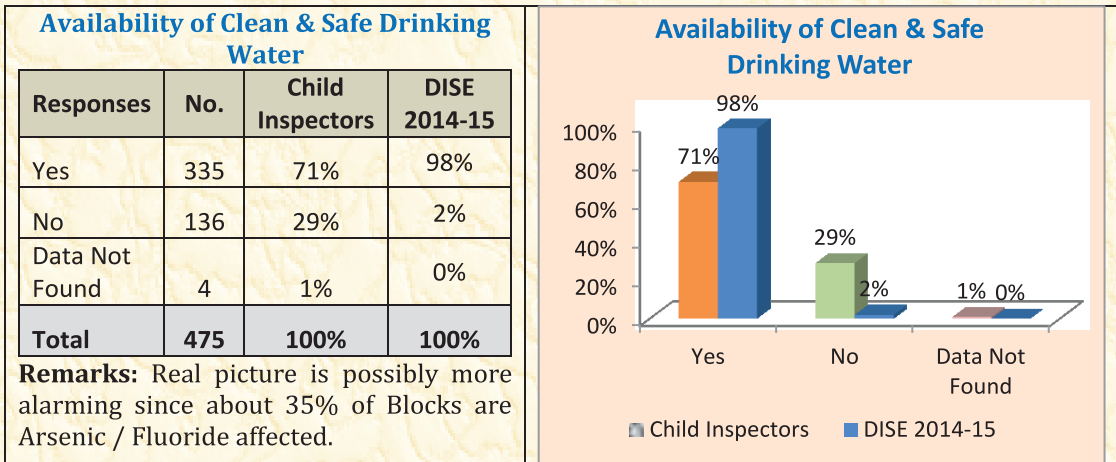 Availability of Clean & Safe Drinking
Water
Responses No. Child Inspectors DISE 2014-15
Yes 335 71% 98%
No 136 29% 2%
Data Not Found 4 1% 0%
Total 475 100% 100%
Remarks: Real picture is possibly more
alarming since about 35% of Blocks are
Arsenic / Fluoride affected.
Availability of Clean & Safe
Drinking Water
98%
100%
71%
80%
60%
40%
29%
20%
2%
1% 0%
0%
Yes No Data Not
Found
Child Inspectors DISE 2014-15